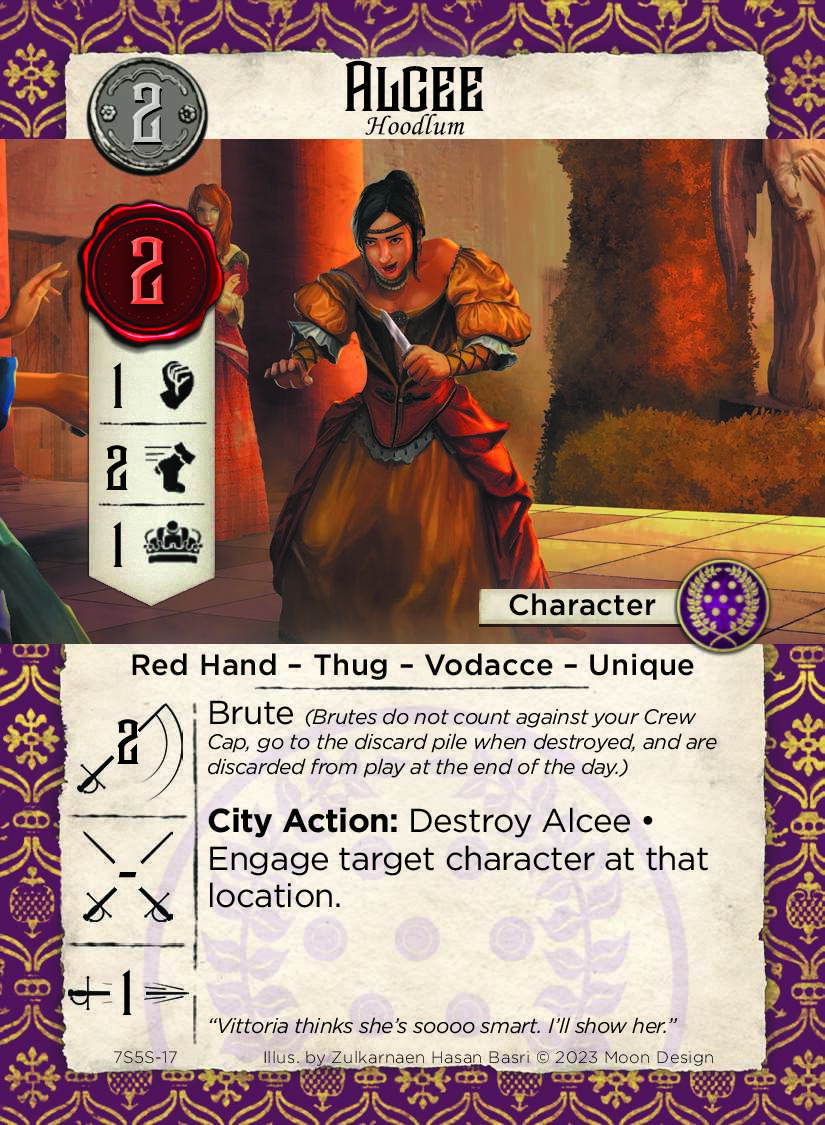 2
ALCEE
Hoodlum
2
1
2
1
Character
Red Hand – Thug – Vodacce – Unique
2
–
1
Brute (Brutes do not count against your Crew
Cap, go to the discard pile when destroyed, and are
discarded from play at the end of the day.)
City Action: Destroy Alcee •
Engage target character at that
location.
“Vittoria thinks she’s soooo smart. I’ll show her.”
7S5S-17 Illus. by Zulkarnaen Hasan Basri © 2023 Moon Design